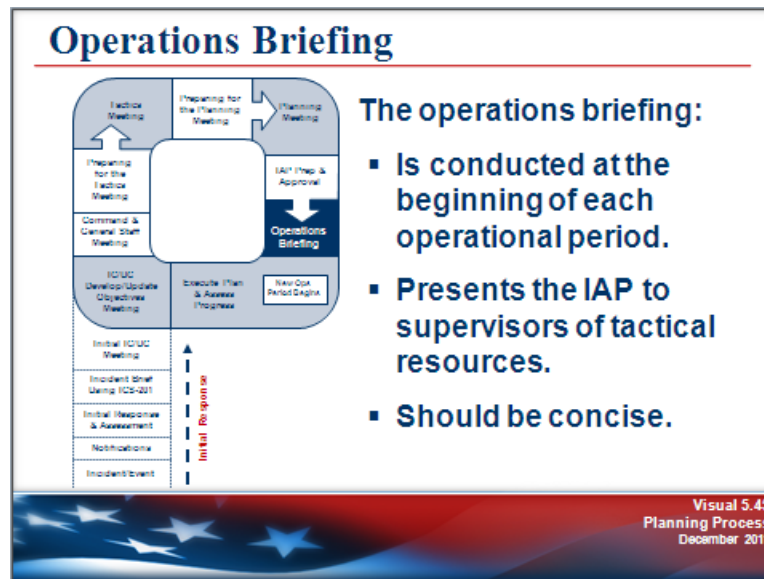 Operations Briefing
Tactics
Meeting
Preparing for
the Planning
Meeting
Planning
Meeting
Preparing
for the
Tactics
Meeting
IAP Prep &
Approval
Command &
General Staff
Meeting
Operations
Briefing
IC/UC
Develop/Update
Objectives
Meeting
Execute Plan
& Assess
Progress
New Ops
Period Begins
Initial IC/UC
Meeting
Incident Brief
Using ICS-201
Initial Response
& Assessment
Notifications
Incident/Event
Initial Response
The operations briefing:
▪ Is conducted at the
beginning of each
operational period.
▪ Presents the IAP to
supervisors of tactical
resources.
▪ Should be concise.
Visual
Planning Process
December